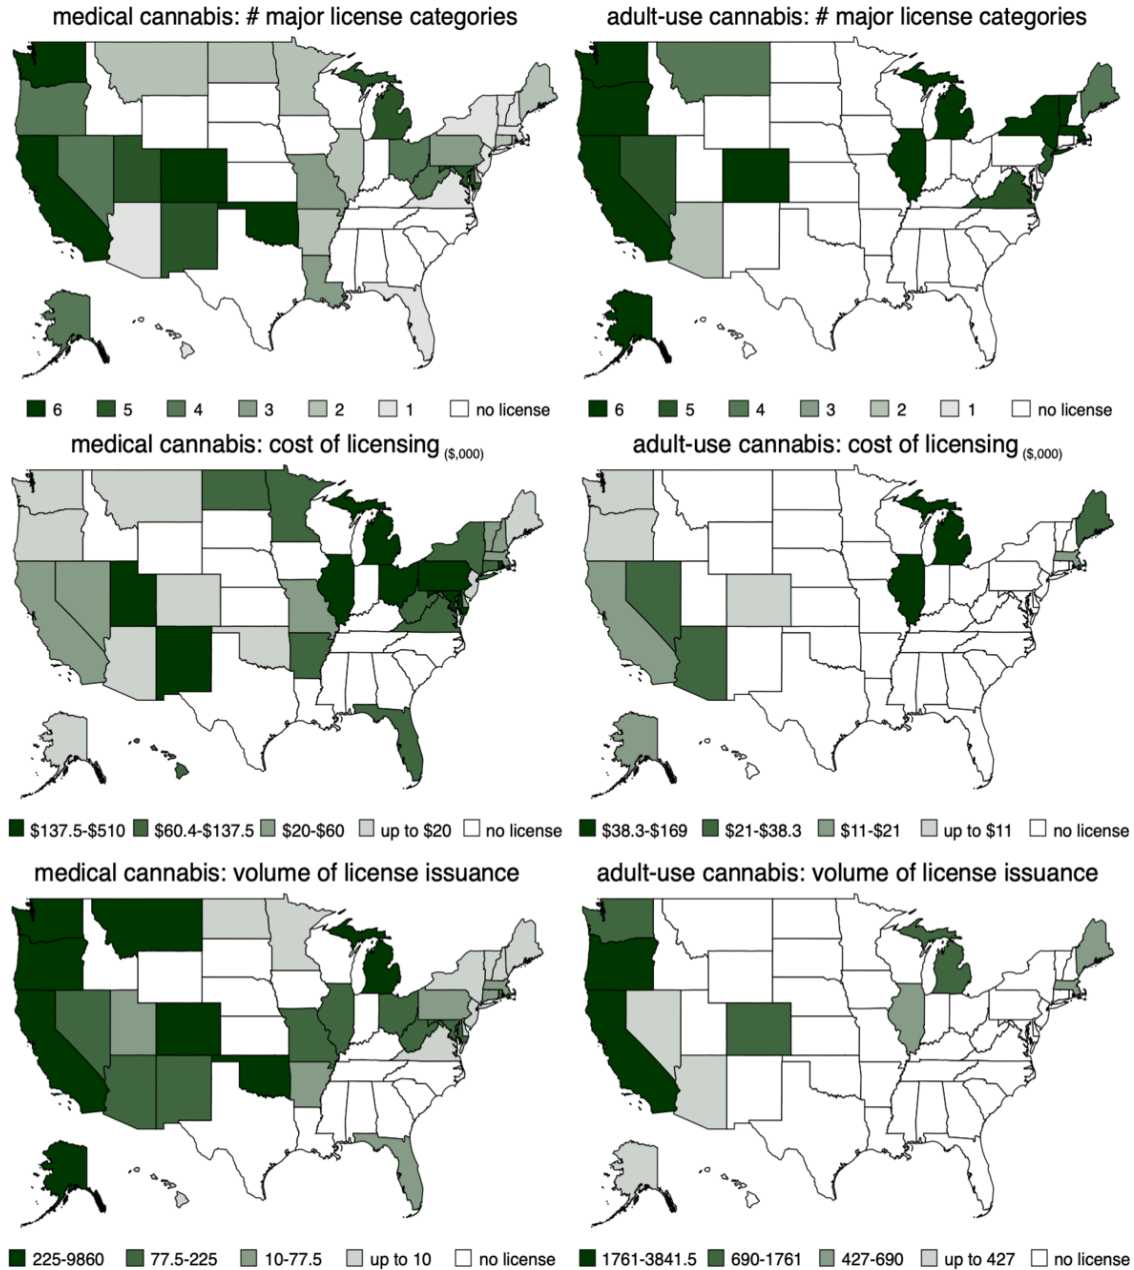 medical cannabis: # major license categories
adult-use cannabis: # major license categories
6 5 4 3 2 1 no license
6 5 4 3 2 1 no license
medical cannabis: cost of licensing ($,000)
adult-use cannabis: cost of licensing ($,000)
$137.5-$510 $60.4-$137.5 $20-$60 up to $20 no license
$38.3-$169 $21-$38.3 $11-$21 up to $11 no license
medical cannabis: volume of license issuance
adult-use cannabis: volume of license issuance
225-9860 77.5-225 10-77.5 up to 10 no license
1761-3841.5 690-1761 427-690 up to 427 no license